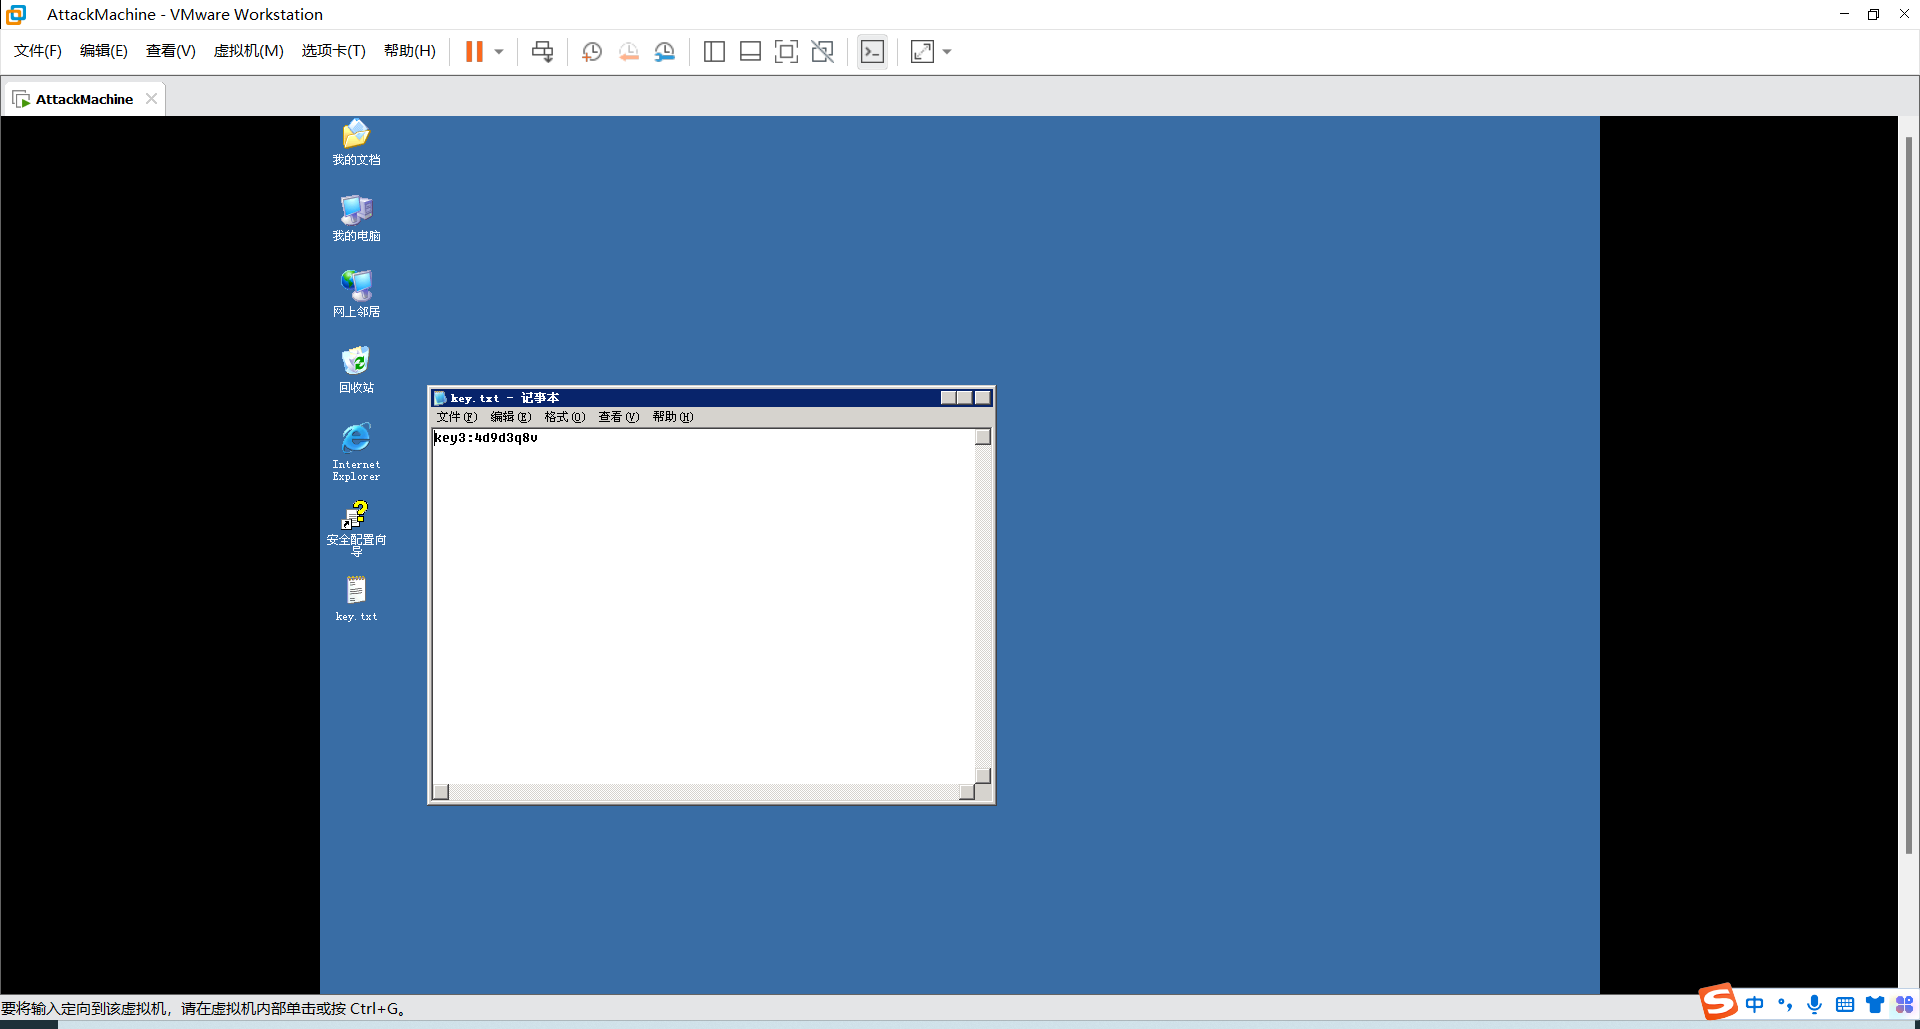 AttackMachine - VMware Workstation
文件(F) 编辑(E) 查看(V) 虚拟机(M) 选项卡(T) 帮助(H)
AttackMachine
我的文档
我的电脑
网上邻居
回收站
Internet
Explorer
安全配置向
导
key.txt
key.txt - 记事本
文件(F) 编辑(E) 格式(O) 查看(V) 帮助(H)
key3:4d9d3q8v
要将输入定向到该虚拟机，请在虚拟机内部单击或按 Ctrl+G。
中